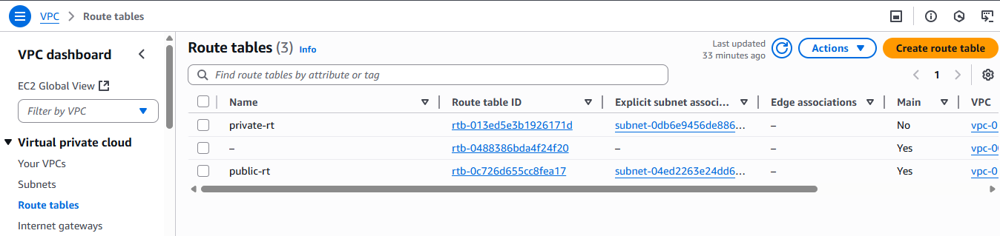 VPC > Route tables
VPC dashboard
EC2 Global View
Filter by VPC
Virtual private cloud
Your VPCs
Subnets
Route tables
Internet gateways
Route tables (3) Info
Last updated
33 minutes ago
Actions
Create route table
Find route tables by attribute or tag
1
Name Route table ID Explicit subnet associ... Edge associations Main VPC
private-rt rtb-013ed5e3b1926171d subnet-0db6e9456de886... – No vpc-0
– rtb-0488386bda4f24f20 – – Yes vpc-0
public-rt rtb-0c726d655cc8fea17 subnet-04ed2263e24dd6... – Yes vpc-0